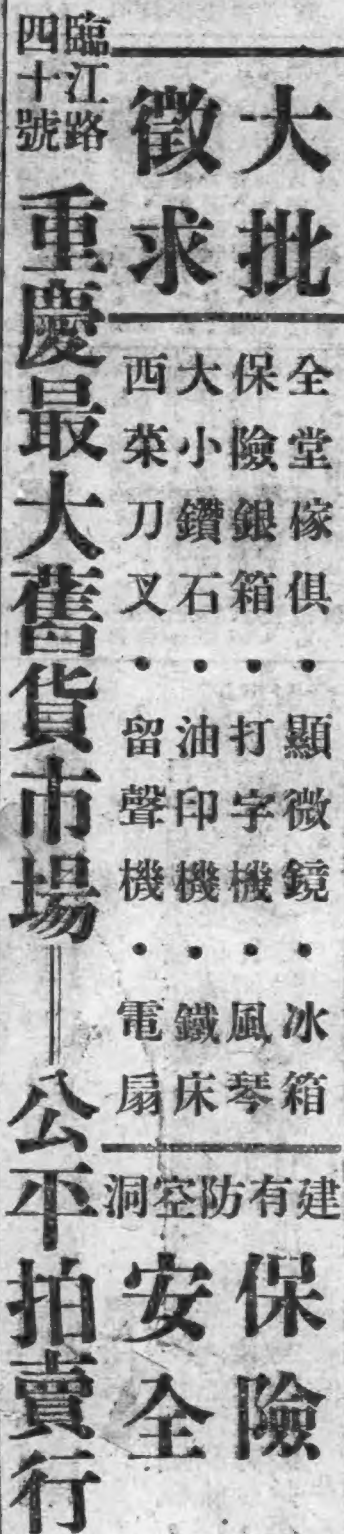 大批
徵求
全堂傢俱・顯微鏡・冰箱
保險銀箱・打字機・風琴
大小鑽石・油印機・鐵床
西菜刀叉・留聲機・電扇
建有防空洞
保險
安全
臨江路
四十號
重慶最大舊貨市場——公平拍賣行